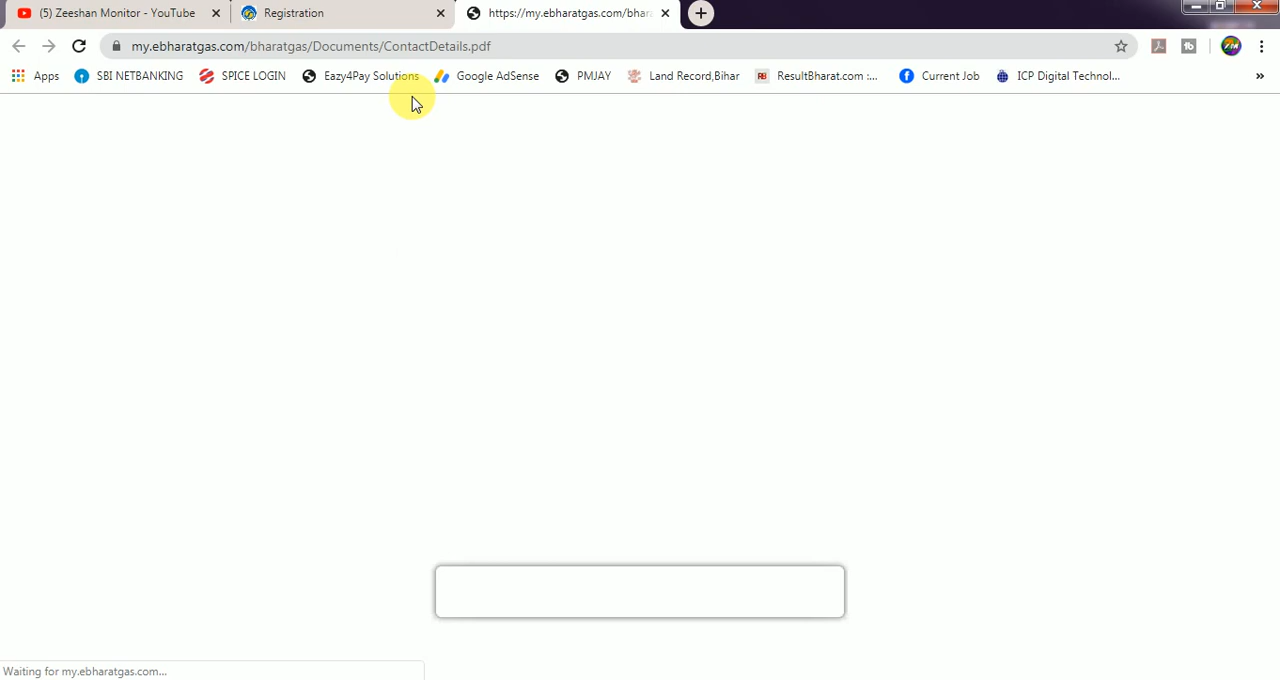 (5) Zeeshan Monitor - YouTube
Registration
https://my.ebharatgas.com/bhar
my.ebharatgas.com/bharatgas/Documents/ContactDetails.pdf
Apps
SBI NETBANKING
SPICE LOGIN
Eazy4Pay Solutions
Google AdSense
PMJAY
Land Record,Bihar
ResultBharat.com :...
Current Job
ICP Digital Technol...
Waiting for my.ebharatgas.com...